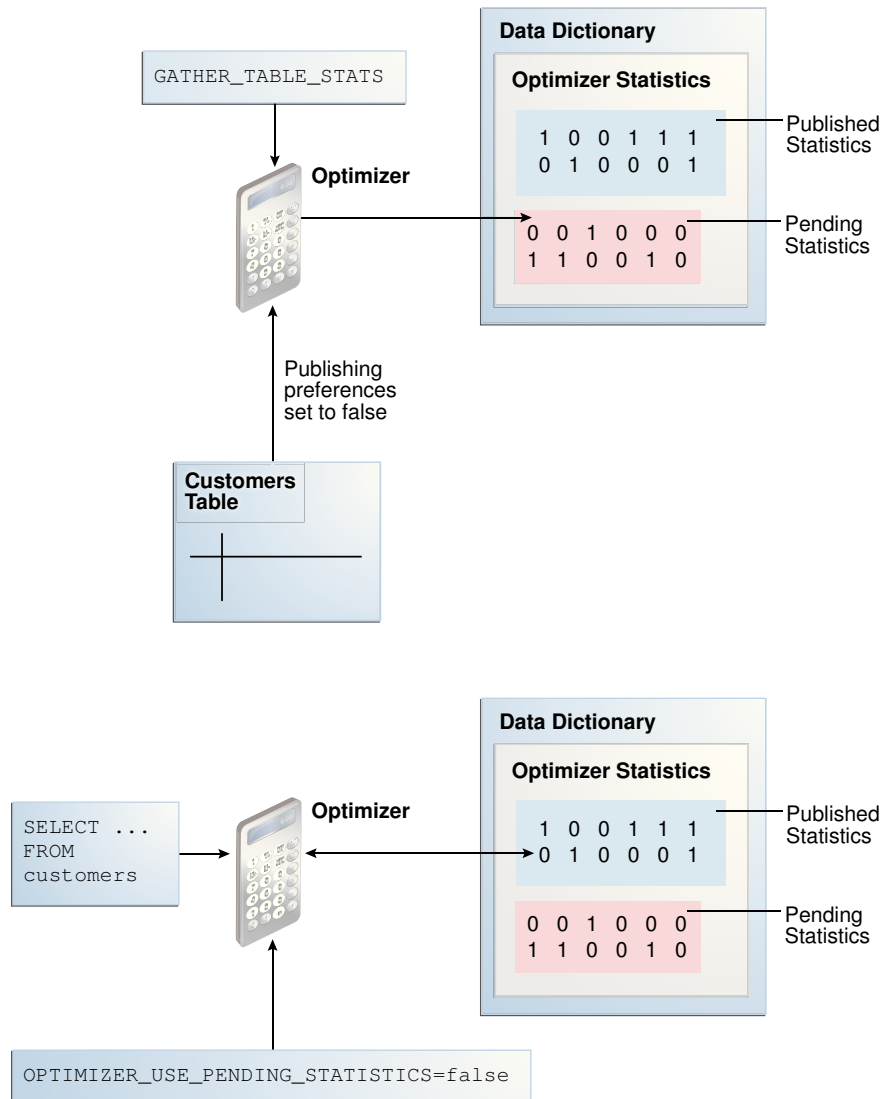 GATHER_TABLE_STATS
Optimizer
Data Dictionary
Optimizer Statistics
1 0 0 1 1 1
0 1 0 0 0 1
Published
Statistics
0 0 1 0 0 0
1 1 0 0 1 0
Pending
Statistics
Publishing
preferences
set to false
Customers
Table
Data Dictionary
Optimizer Statistics
1 0 0 1 1 1
0 1 0 0 0 1
Published
Statistics
0 0 1 0 0 0
1 1 0 0 1 0
Pending
Statistics
SELECT ...
FROM
customers
Optimizer
OPTIMIZER_USE_PENDING_STATISTICS=false